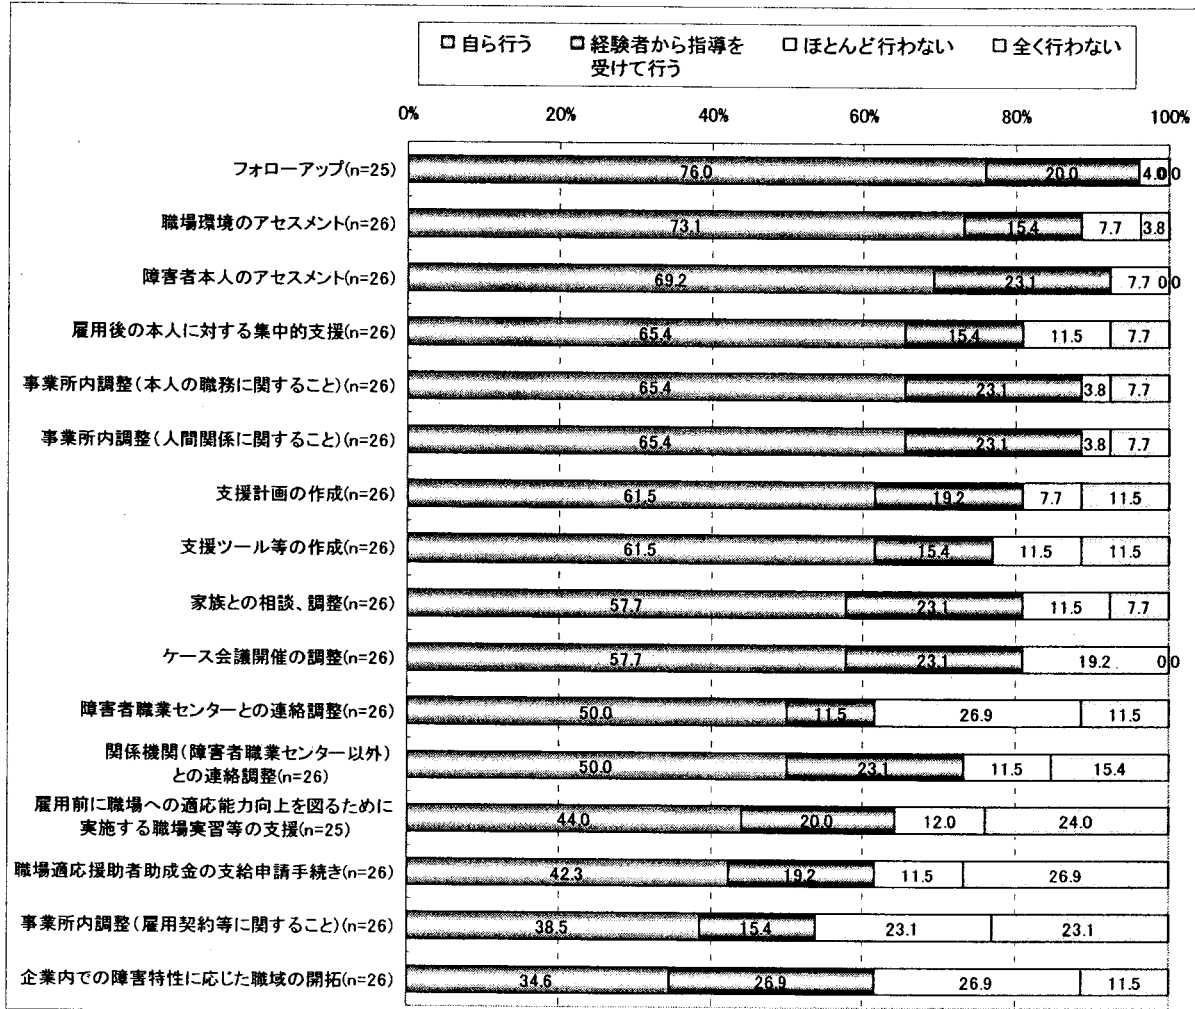 自ら行う 経験者から指導を ほとんど行わない 全く行わない
受けて行う
0% 20% 40% 60% 80% 100%
フォローアップ(n=25) 76.0 20.0 4.0 0.0
職場環境のアセスメント(n=26) 73.1 15.4 7.7 3.8
障害者本人のアセスメント(n=26) 69.2 23.1 7.7 0.0
雇用後の本人に対する集中的支援(n=26) 65.4 15.4 11.5 7.7
事業所内調整(本人の職務に関すること)(n=26) 65.4 23.1 3.8 7.7
事業所内調整(人間関係に関すること)(n=26) 65.4 23.1 3.8 7.7
支援計画の作成(n=26) 61.5 19.2 7.7 11.5
支援ツール等の作成(n=26) 61.5 15.4 11.5 11.5
家族との相談、調整(n=26) 57.7 23.1 11.5 7.7
ケース会議開催の調整(n=26) 57.7 23.1 19.2 0.0
障害者職業センターとの連絡調整(n=26) 50.0 11.5 26.9 11.5
関係機関(障害者職業センター以外)
との連絡調整(n=26) 50.0 23.1 11.5 15.4
雇用前に職場への適応能力向上を図るために
実施する職場実習等の支援(n=25) 44.0 20.0 12.0 24.0
職場適応援助者助成金の支給申請手続き(n=26) 42.3 19.2 11.5 26.9
事業所内調整(雇用契約等に関すること)(n=26) 38.5 15.4 23.1 23.1
企業内での障害特性に応じた職域の開拓(n=26) 34.6 26.9 26.9 11.5